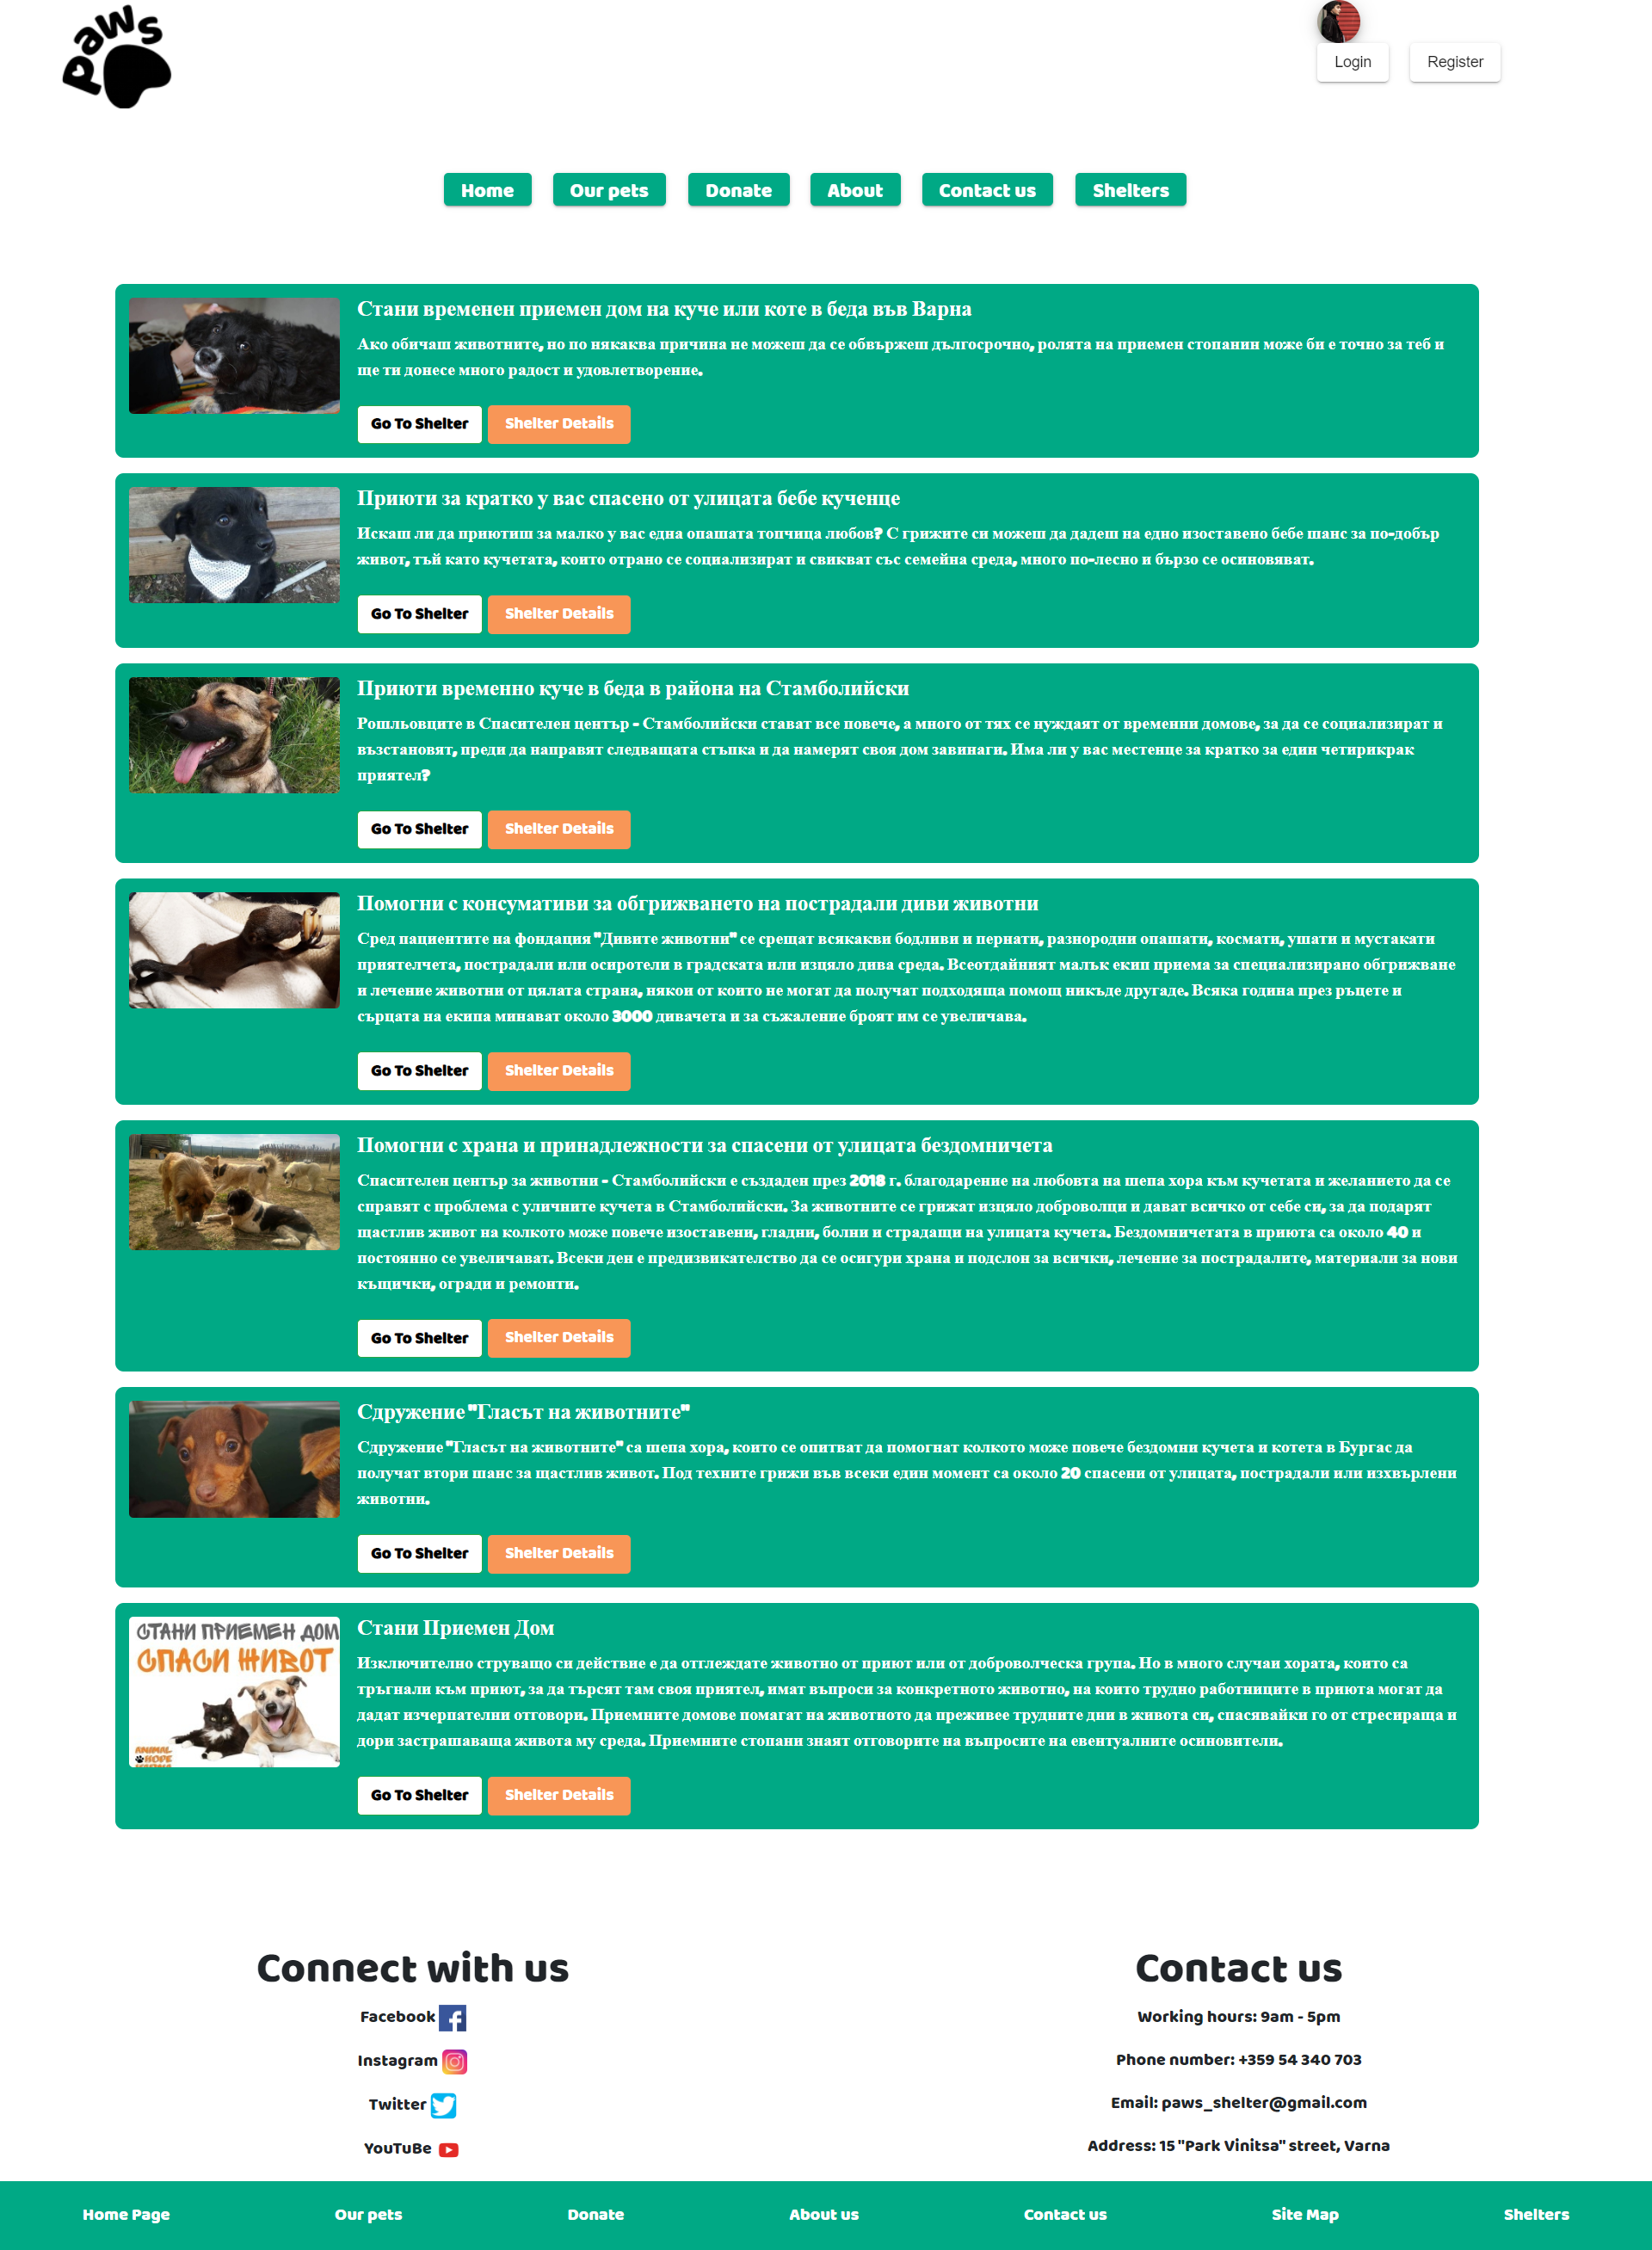 paws
Login
Register
Home
Our pets
Donate
About
Contact us
Shelters
Стани временен приемен дом на куче или коте в беда във Варна
Ако обичаш животните, но по някаква причина не можеш да се обвържеш дългосрочно, ролята на приемен стопанин може би е точно за теб и
ще ти донесе много радост и удовлетворение.
Go To Shelter
Shelter Details
Приюти за кратко у вас спасено от улицата бебе кученце
Искаш ли да приютиш за малко у вас една опашата топчица любов? С грижите си можеш да дадеш на едно изоставено бебе шанс за по-добър
живот, тъй като кучетата, които отрано се социализират и свикват със семейна среда, много по-лесно и бързо се осиновяват.
Go To Shelter
Shelter Details
Приюти временно куче в беда в района на Стамболийски
Рошльовците в Спасителен център - Стамболийски стават все повече, а много от тях се нуждаят от временни домове, за да се социализират и
възстановят, преди да направят следващата стъпка и да намерят своя дом завинаги. Има ли у вас местенце за кратко за един четирикрак
приятел?
Go To Shelter
Shelter Details
Помогни с консумативи за обгрижването на пострадали диви животни
Сред пациентите на фондация "Дивите животни" се срещат всякакви бодливи и пернати, разнородни опашати, космати, ушати и мустакати
приятелчета, пострадали или осиротели в градската или изцяло дива среда. Всеотдайният малък екип приема за специализирано обгрижване
и лечение животни от цялата страна, някои от които не могат да получат подходяща помощ никъде другаде. Всяка година през ръцете и
сърцата на екипа минават около 3000 дивачета и за съжаление броят им се увеличава.
Go To Shelter
Shelter Details
Помогни с храна и принадлежности за спасени от улицата бездомничета
Спасителен център за животни - Стамболийски е създаден през 2018 г. благодарение на любовта на шепа хора към кучетата и желанието да се
справят с проблема с уличните кучета в Стамболийски. За животните се грижат изцяло доброволци и дават всичко от себе си, за да подарят
щастлив живот на колкото може повече изоставени, гладни, болни и страдащи на улицата кучета. Бездомничетата в приюта са около 40 и
постоянно се увеличават. Всеки ден е предизвикателство да се осигури храна и подслон за всички, лечение за пострадалите, материали за нови
къщички, огради и ремонти.
Go To Shelter
Shelter Details
Сдружение "Гласът на животните"
Сдружение "Гласът на животните" са шепа хора, които се опитват да помогнат колкото може повече бездомни кучета и котета в Бургас да
получат втори шанс за щастлив живот. Под техните грижи във всеки един момент са около 20 спасени от улицата, пострадали или изхвърлени
животни.
Go To Shelter
Shelter Details
СТАНИ ПРИЕМЕН ДОМ
СПАСИ ЖИВОТ
ANIMAL
HOPE
Стани Приемен Дом
Изключително струващо си действие е да отглеждате животно от приют или от доброволческа група. Но в много случаи хората, които са
тръгнали към приют, за да търсят там своя приятел, имат въпроси за конкретното животно, на които трудно работниците в приюта могат да
дадат изчерпателни отговори. Приемните домове помагат на животното да преживее трудните дни в живота си, спасявайки го от стресираща и
дори застрашаваща живота му среда. Приемните стопани знаят отговорите на въпросите на евентуалните осиновители.
Go To Shelter
Shelter Details
Connect with us
Facebook
Instagram
Twitter
YouTuBe
Contact us
Working hours: 9am - 5pm
Phone number: +359 54 340 703
Email: paws_shelter@gmail.com
Address: 15 "Park Vinitsa" street, Varna
Home Page
Our pets
Donate
About us
Contact us
Site Map
Shelters